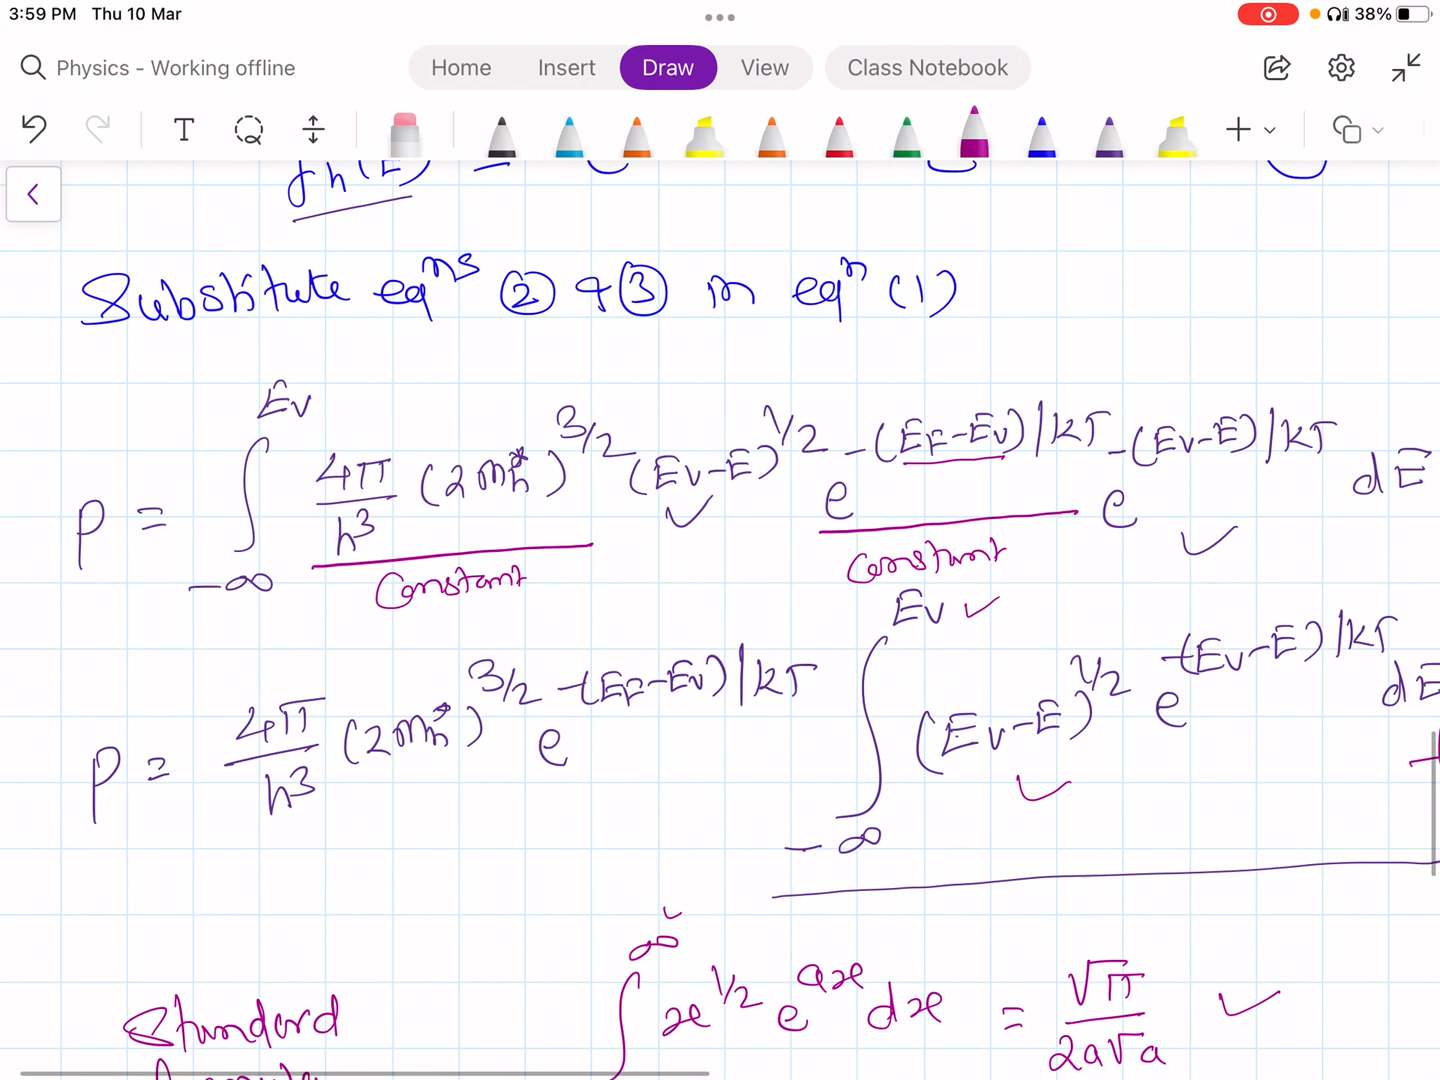 3:59 PM Thu 10 Mar 38%
Physics - Working offline Home Insert Draw View Class Notebook
T
fh(E) =
Substitute eqns ② & ③ in eqn (1)
p = ∫_{-∞}^{Ev} 4π/h³ (2mh*)^{3/2} (Ev-E)^{1/2} e^{-(EF-Ev)/kT} e^{-(Ev-E)/kT} dE
Constant Constant
p = 4π/h³ (2mh*)^{3/2} e^{-(EF-Ev)/kT} ∫_{-∞}^{Ev} (Ev-E)^{1/2} e^{-(Ev-E)/kT} dE
Standard ∫^{∞} x^{1/2} e^{ax} dx = √π/2a√a